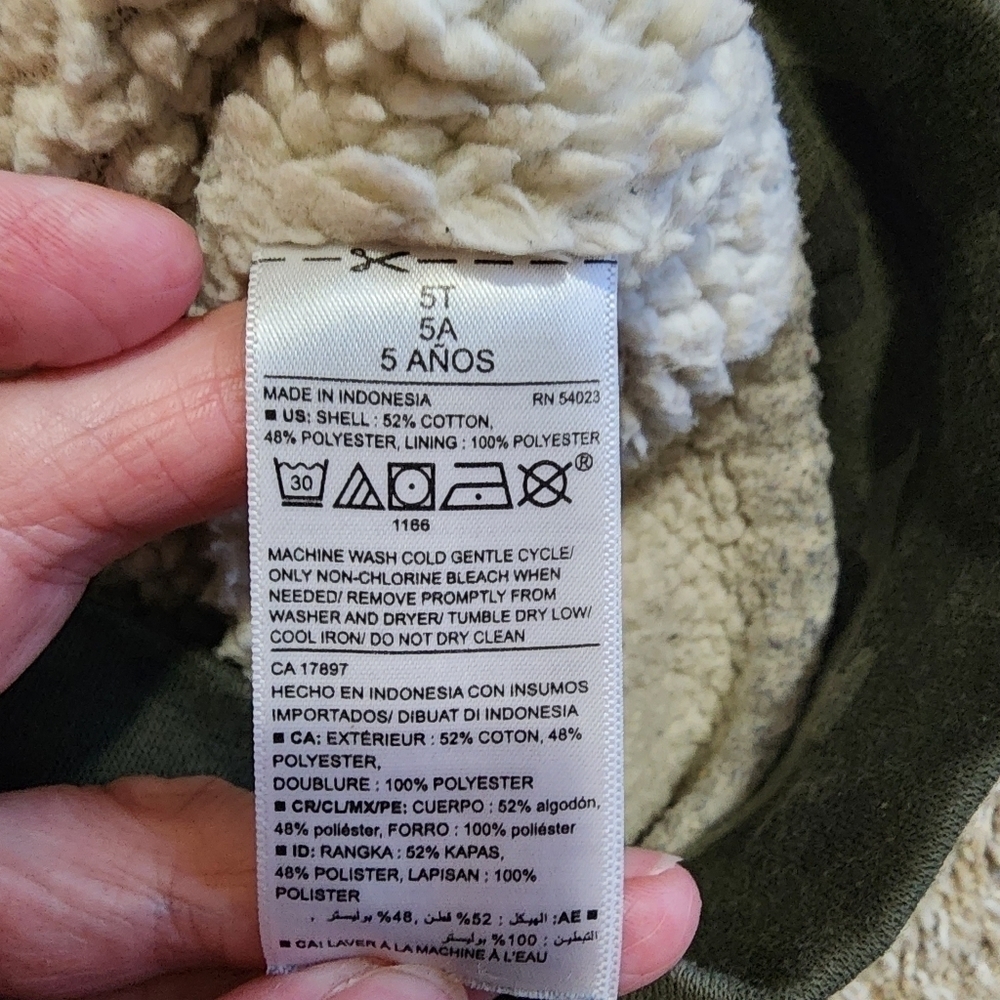 5T
5A
5 AÑOS
MADE IN INDONESIA RN 54023
■ US: SHELL : 52% COTTON,
48% POLYESTER, LINING : 100% POLYESTER
30 ®
1166
MACHINE WASH COLD GENTLE CYCLE/
ONLY NON-CHLORINE BLEACH WHEN
NEEDED/ REMOVE PROMPTLY FROM
WASHER AND DRYER/ TUMBLE DRY LOW/
COOL IRON/ DO NOT DRY CLEAN
CA 17897
HECHO EN INDONESIA CON INSUMOS
IMPORTADOS/ DIBUAT DI INDONESIA
■ CA: EXTÉRIEUR : 52% COTON, 48%
POLYESTER,
DOUBLURE : 100% POLYESTER
■ CR/CL/MX/PE: CUERPO : 52% algodón,
48% poliéster, FORRO : 100% poliéster
■ ID: RANGKA : 52% KAPAS,
48% POLISTER, LAPISAN : 100%
POLISTER
■ AE: الهيكل : 52% قطن, 48% بوليستر ,
التبطين : 100% بوليستر
■ CA: LAVER À LA MACHINE À L'EAU